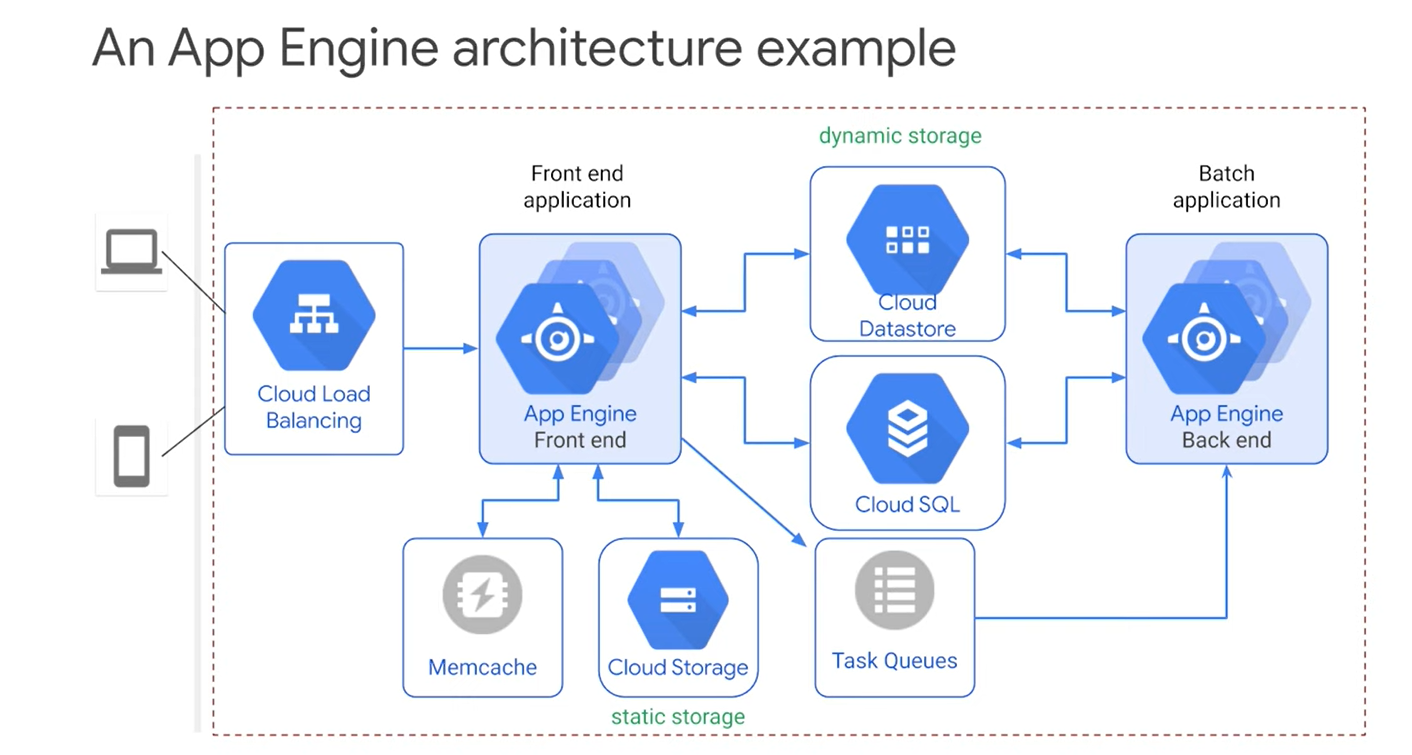 An App Engine architecture example
dynamic storage
Front end
application
Batch
application
Cloud
Datastore
Cloud Load
Balancing
App Engine
Front end
App Engine
Back end
Cloud SQL
Memcache
Cloud Storage
Task Queues
static storage